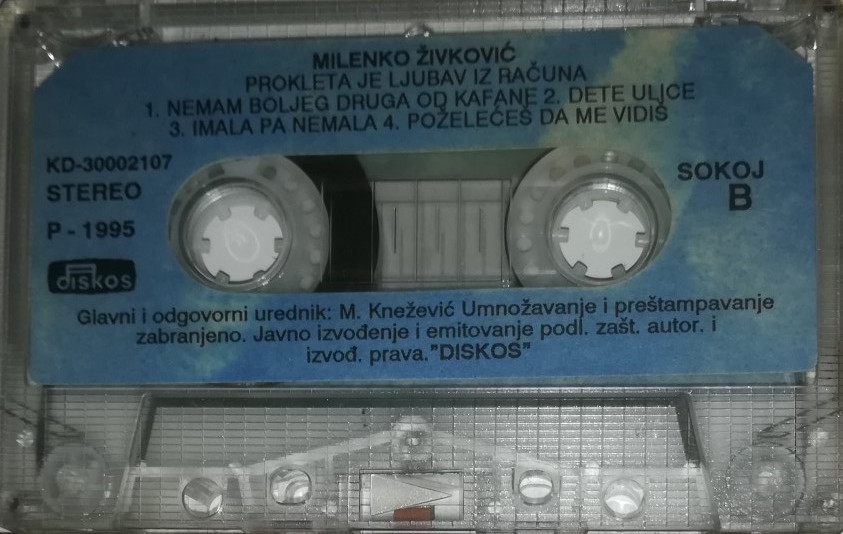 MILENKO ŽIVKOVIĆ
PROKLETA JE LJUBAV IZ RAČUNA
1. NEMAM BOLJEG DRUGA OD KAFANE 2. DETE ULICE
3. IMALA PA NEMALA 4. POŽELEĆEŠ DA ME VIDIŠ
KD-30002107
STEREO
P - 1995
diskos
SOKOJ
B
Glavni i odgovorni urednik: M. Knežević Umnožavanje i preštampavanje
zabranjeno. Javno izvođenje i emitovanje podl. zašt. autor. i
izvođ. prava."DISKOS"